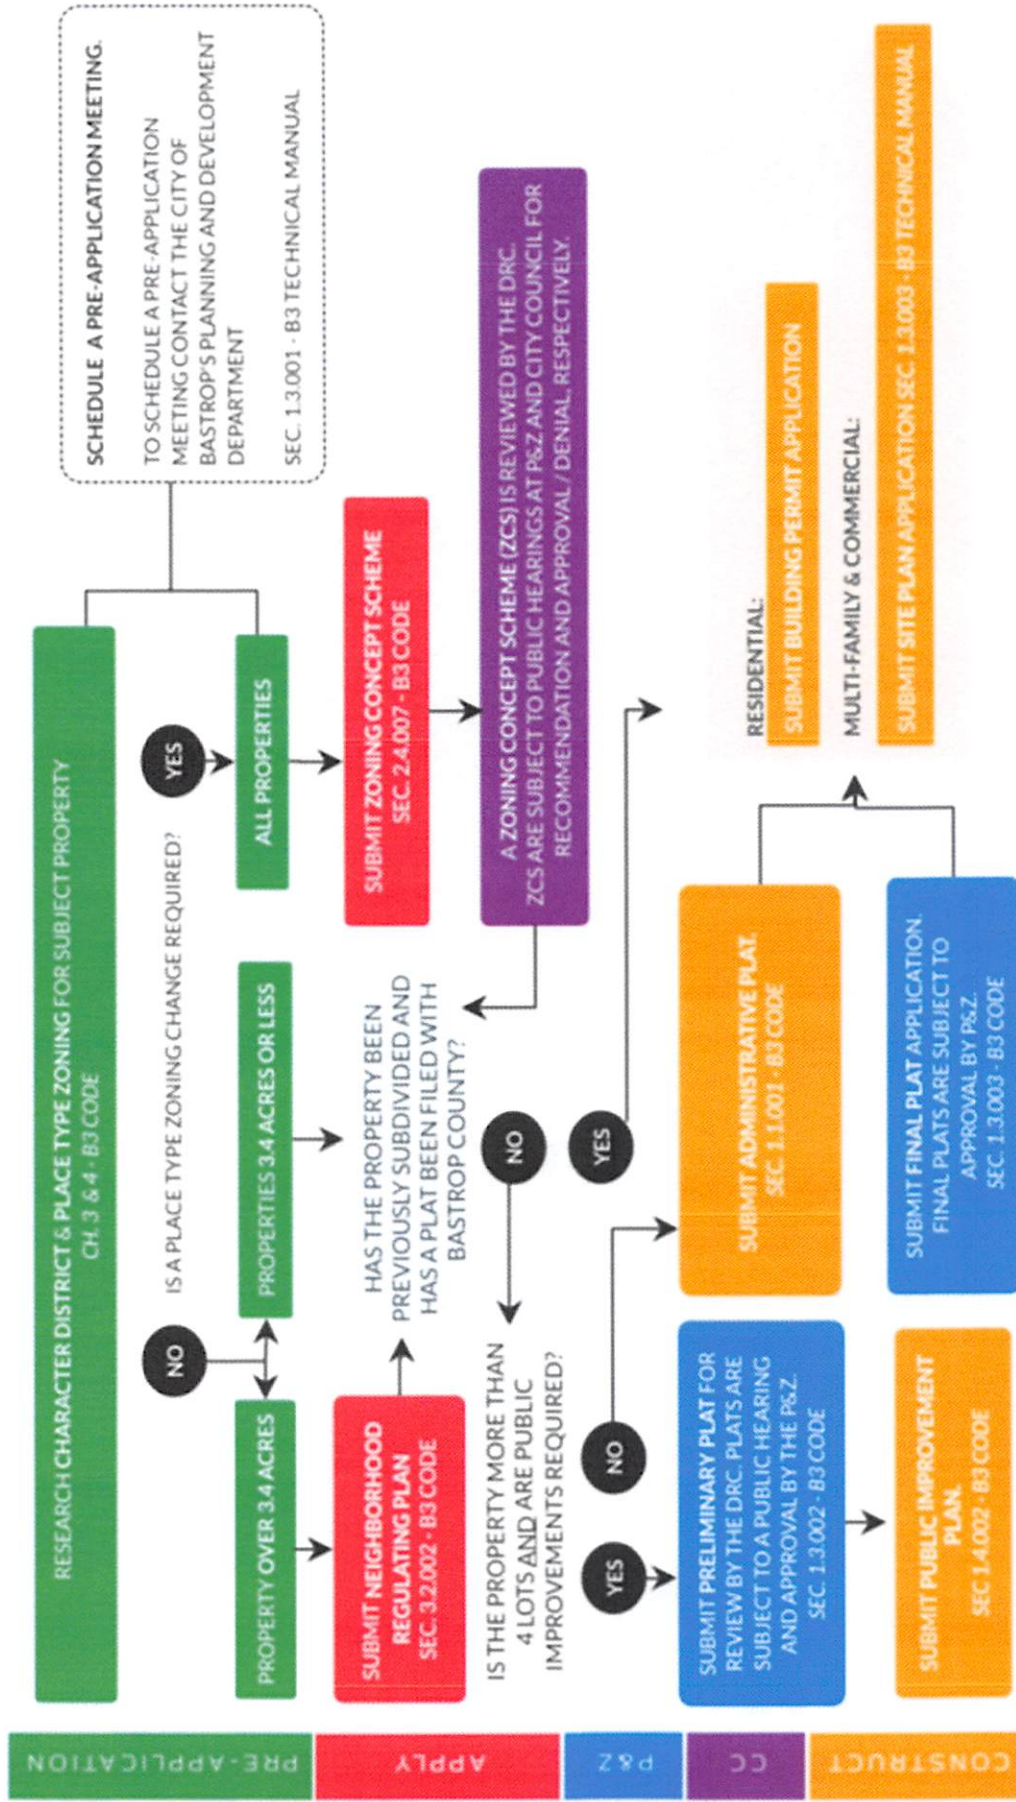 RESEARCH CHARACTER DISTRICT & PLACE TYPE ZONING FOR SUBJECT PROPERTY
CH. 3 & 4 - B3 CODE
SCHEDULE A PRE-APPLICATION MEETING.
TO SCHEDULE A PRE-APPLICATION
MEETING CONTACT THE CITY OF
BASTROP'S PLANNING AND DEVELOPMENT
DEPARTMENT
SEC. 1.3.001 - B3 TECHNICAL MANUAL
NO
IS A PLACE TYPE ZONING CHANGE REQUIRED?
YES
PROPERTY OVER 3.4 ACRES
PROPERTIES 3.4 ACRES OR LESS
ALL PROPERTIES
SUBMIT NEIGHBORHOOD
REGULATING PLAN
SEC. 3.2.002 - B3 CODE
HAS THE PROPERTY BEEN
PREVIOUSLY SUBDIVIDED AND
HAS A PLAT BEEN FILED WITH
BASTROP COUNTY?
SUBMIT ZONING CONCEPT SCHEME
SEC. 2.4.007 - B3 CODE
A ZONING CONCEPT SCHEME (ZCS) IS REVIEWED BY THE DRC.
ZCS ARE SUBJECT TO PUBLIC HEARINGS AT P&Z AND CITY COUNCIL FOR
RECOMMENDATION AND APPROVAL / DENIAL, RESPECTIVELY.
IS THE PROPERTY MORE THAN
4 LOTS AND ARE PUBLIC
IMPROVEMENTS REQUIRED?
NO
YES
YES
NO
SUBMIT PRELIMINARY PLAT FOR
REVIEW BY THE DRC. PLATS ARE
SUBJECT TO A PUBLIC HEARING
AND APPROVAL BY THE P&Z.
SEC. 1.3.002 - B3 CODE
SUBMIT ADMINISTRATIVE PLAT.
SEC. 1.1.001 - B3 CODE
RESIDENTIAL:
SUBMIT BUILDING PERMIT APPLICATION
MULTI-FAMILY & COMMERCIAL:
SUBMIT SITE PLAN APPLICATION SEC. 1.3.003 - B3 TECHNICAL MANUAL
SUBMIT PUBLIC IMPROVEMENT
PLAN.
SEC 1.4.002 - B3 CODE
SUBMIT FINAL PLAT APPLICATION.
FINAL PLATS ARE SUBJECT TO
APPROVAL BY P&Z.
SEC. 1.3.003 - B3 CODE
PRE-APPLICATION
APPLY
P&Z
CC
CONSTRUCT